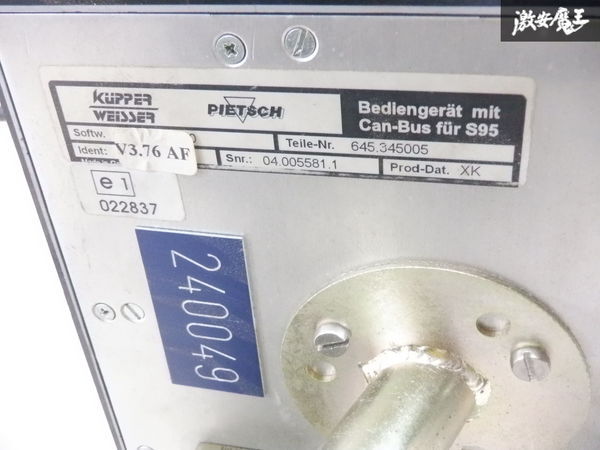 激安魔王
KÜPPER
WEISSER
PIETSCH
Bediengerät mit
Can-Bus für S95
Softw.
Teile-Nr. 645.345005
Ident: V3.76 AF
Snr.: 04.005581.1
Prod-Dat. XK
e1
022837
240049